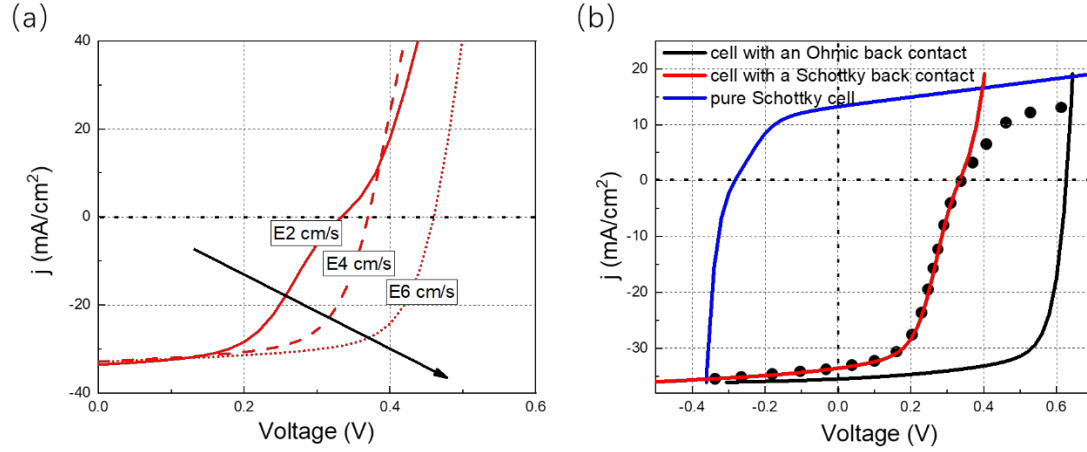 (a)
40
20
0
-20
-40
0.0
0.2
0.4
0.6
j (mA/cm²)
Voltage (V)
E2 cm/s
E4 cm/s
E6 cm/s
(b)
20
10
0
-10
-20
-30
-0.4
-0.2
0.0
0.2
0.4
0.6
j (mA/cm²)
Voltage (V)
cell with an Ohmic back contact
cell with a Schottky back contact
pure Schottky cell